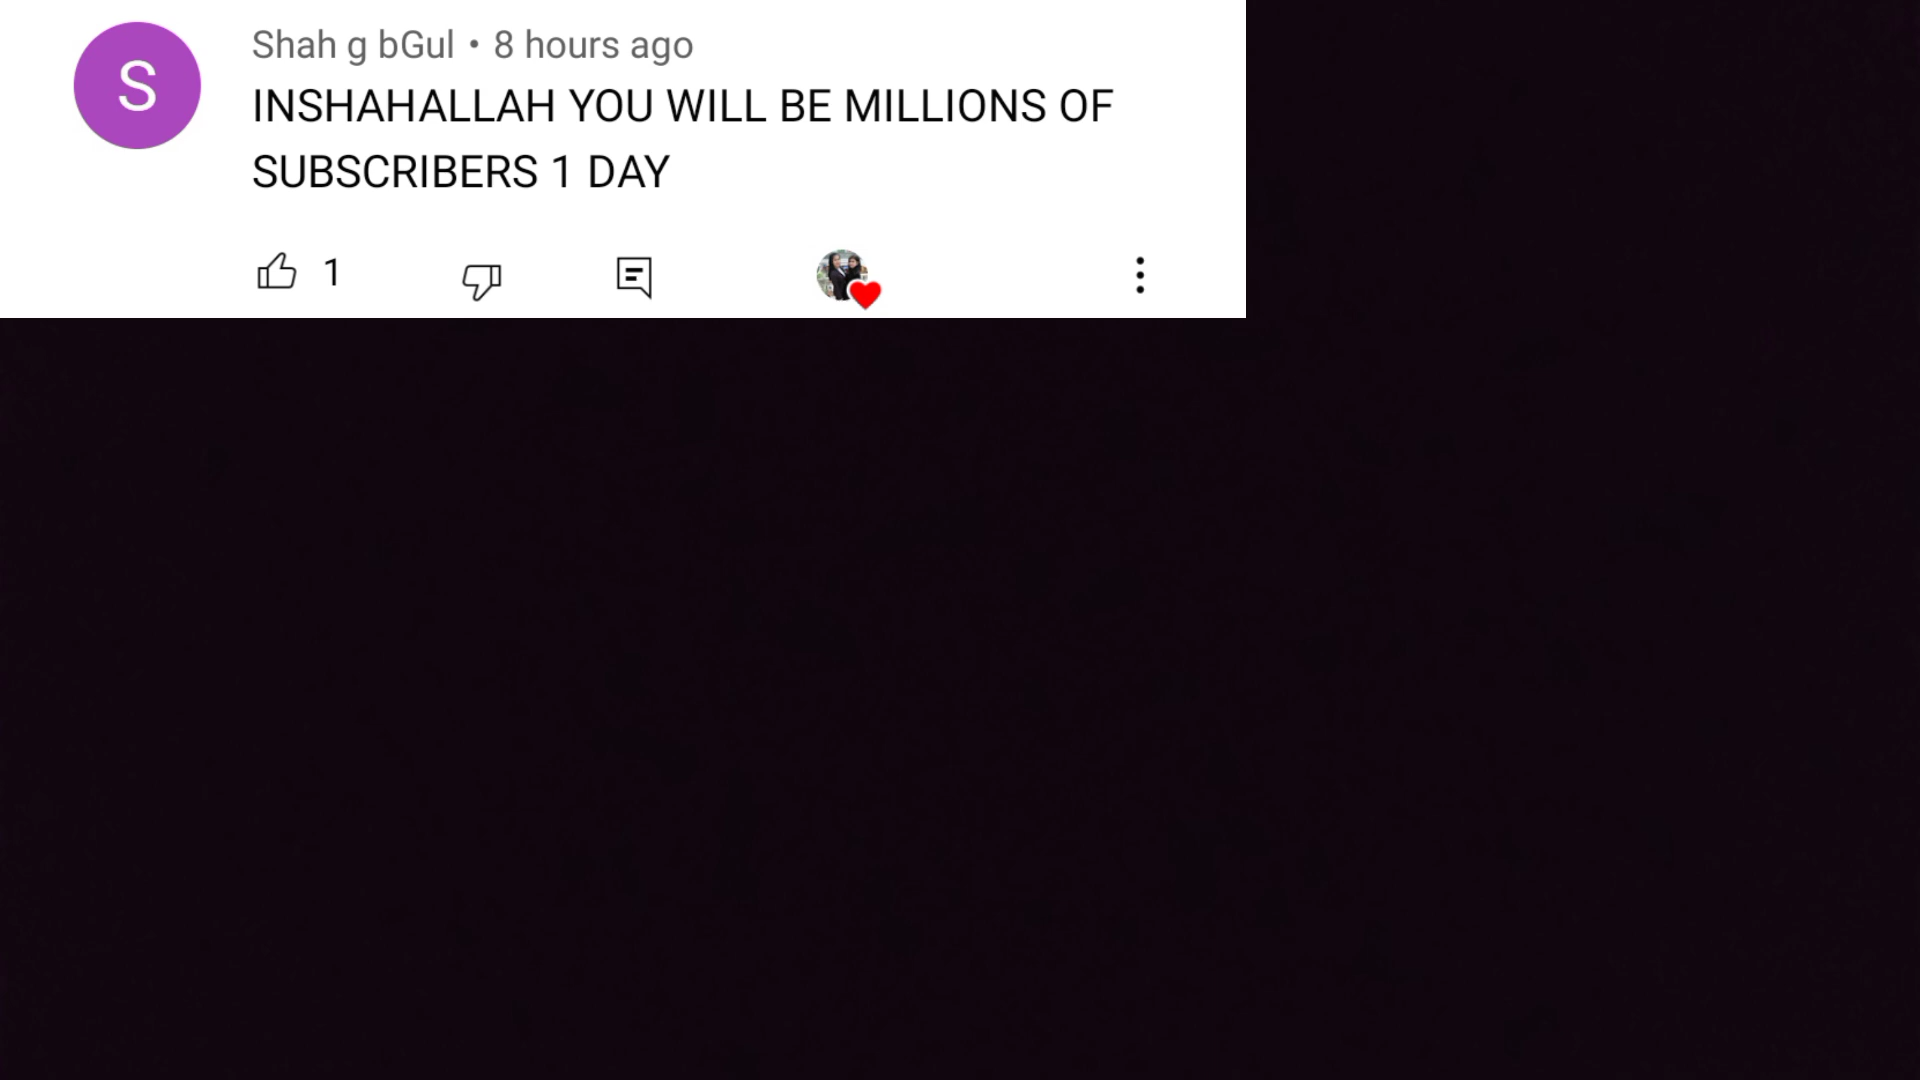 S
Shah g bGul • 8 hours ago
INSHAHALLAH YOU WILL BE MILLIONS OF
SUBSCRIBERS 1 DAY
1